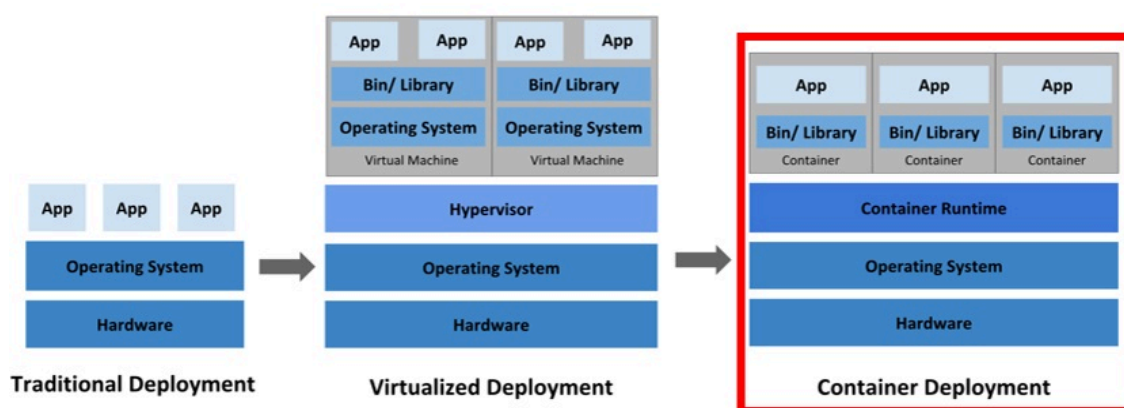 App
App
App
Operating System
Hardware
Traditional Deployment
App
App
App
App
Bin/ Library
Bin/ Library
Operating System
Operating System
Virtual Machine
Virtual Machine
Hypervisor
Operating System
Hardware
Virtualized Deployment
App
App
App
Bin/ Library
Bin/ Library
Bin/ Library
Container
Container
Container
Container Runtime
Operating System
Hardware
Container Deployment